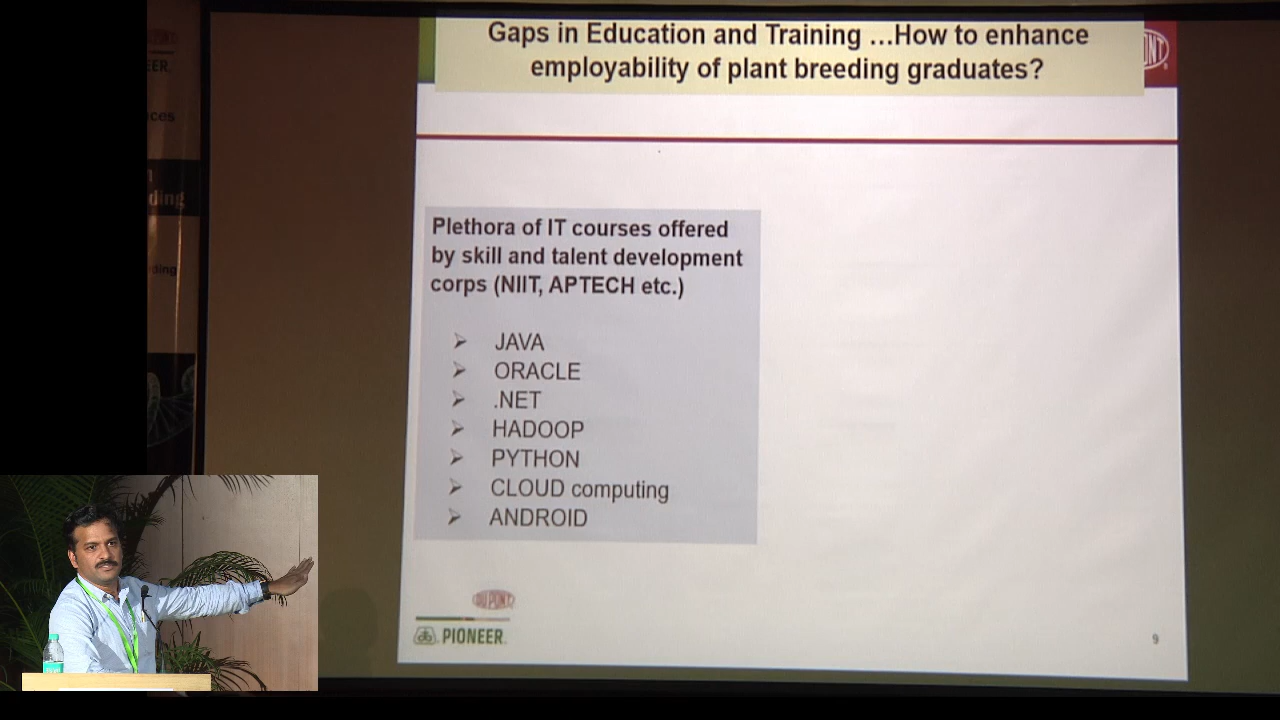 Gaps in Education and Training …How to enhance
employability of plant breeding graduates?
Plethora of IT courses offered
by skill and talent development
corps (NIIT, APTECH etc.)
JAVA
ORACLE
.NET
HADOOP
PYTHON
CLOUD computing
ANDROID
DUPONT
PIONEER.
9